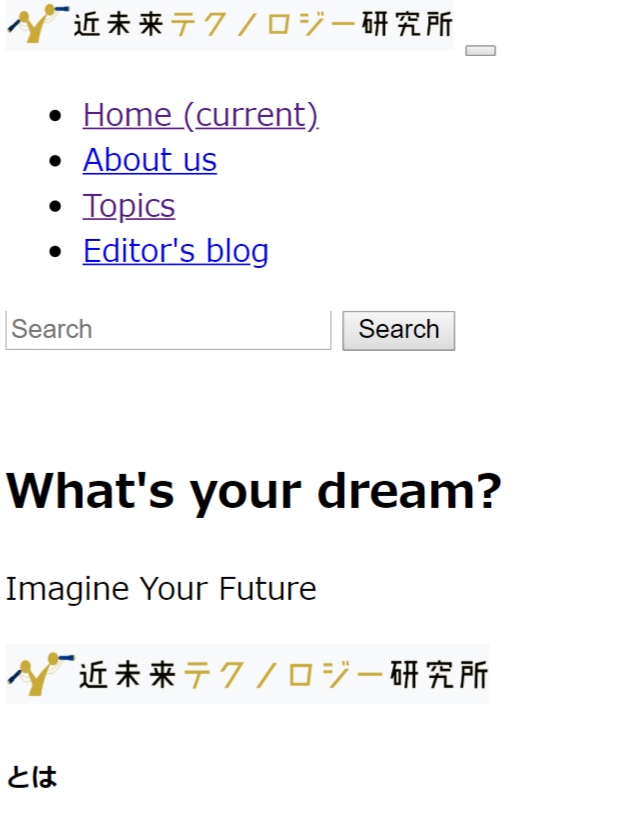 近未来テクノロジー研究所
Home (current)
About us
Topics
Editor's blog
Search Search
What's your dream?
Imagine Your Future
近未来テクノロジー研究所
とは